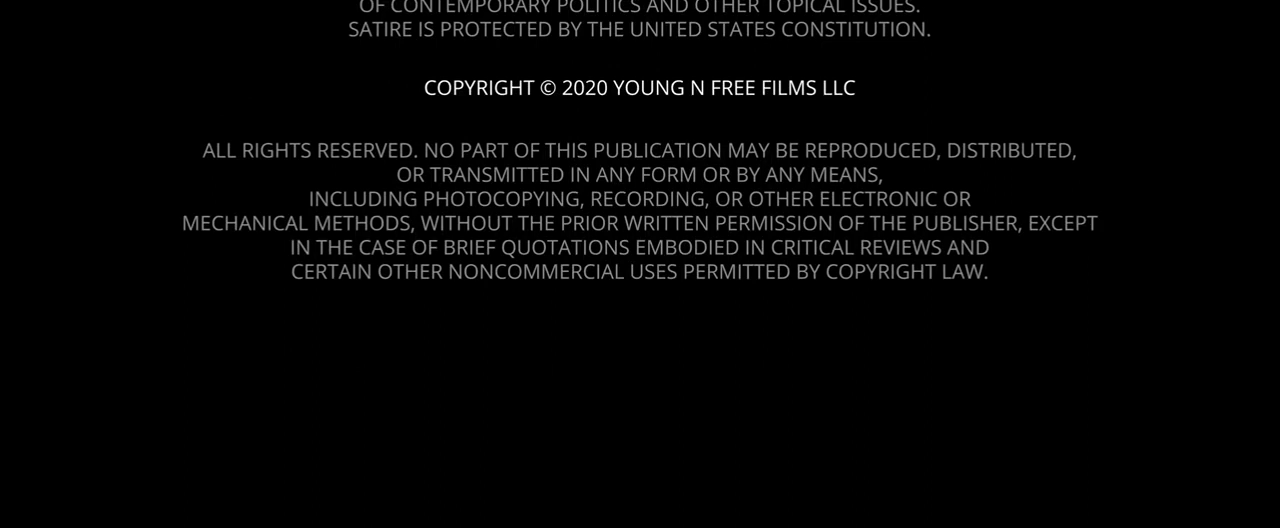 OF CONTEMPORARY POLITICS AND OTHER TOPICAL ISSUES.
SATIRE IS PROTECTED BY THE UNITED STATES CONSTITUTION.
COPYRIGHT © 2020 YOUNG N FREE FILMS LLC
ALL RIGHTS RESERVED. NO PART OF THIS PUBLICATION MAY BE REPRODUCED, DISTRIBUTED,
OR TRANSMITTED IN ANY FORM OR BY ANY MEANS,
INCLUDING PHOTOCOPYING, RECORDING, OR OTHER ELECTRONIC OR
MECHANICAL METHODS, WITHOUT THE PRIOR WRITTEN PERMISSION OF THE PUBLISHER, EXCEPT
IN THE CASE OF BRIEF QUOTATIONS EMBODIED IN CRITICAL REVIEWS AND
CERTAIN OTHER NONCOMMERCIAL USES PERMITTED BY COPYRIGHT LAW.